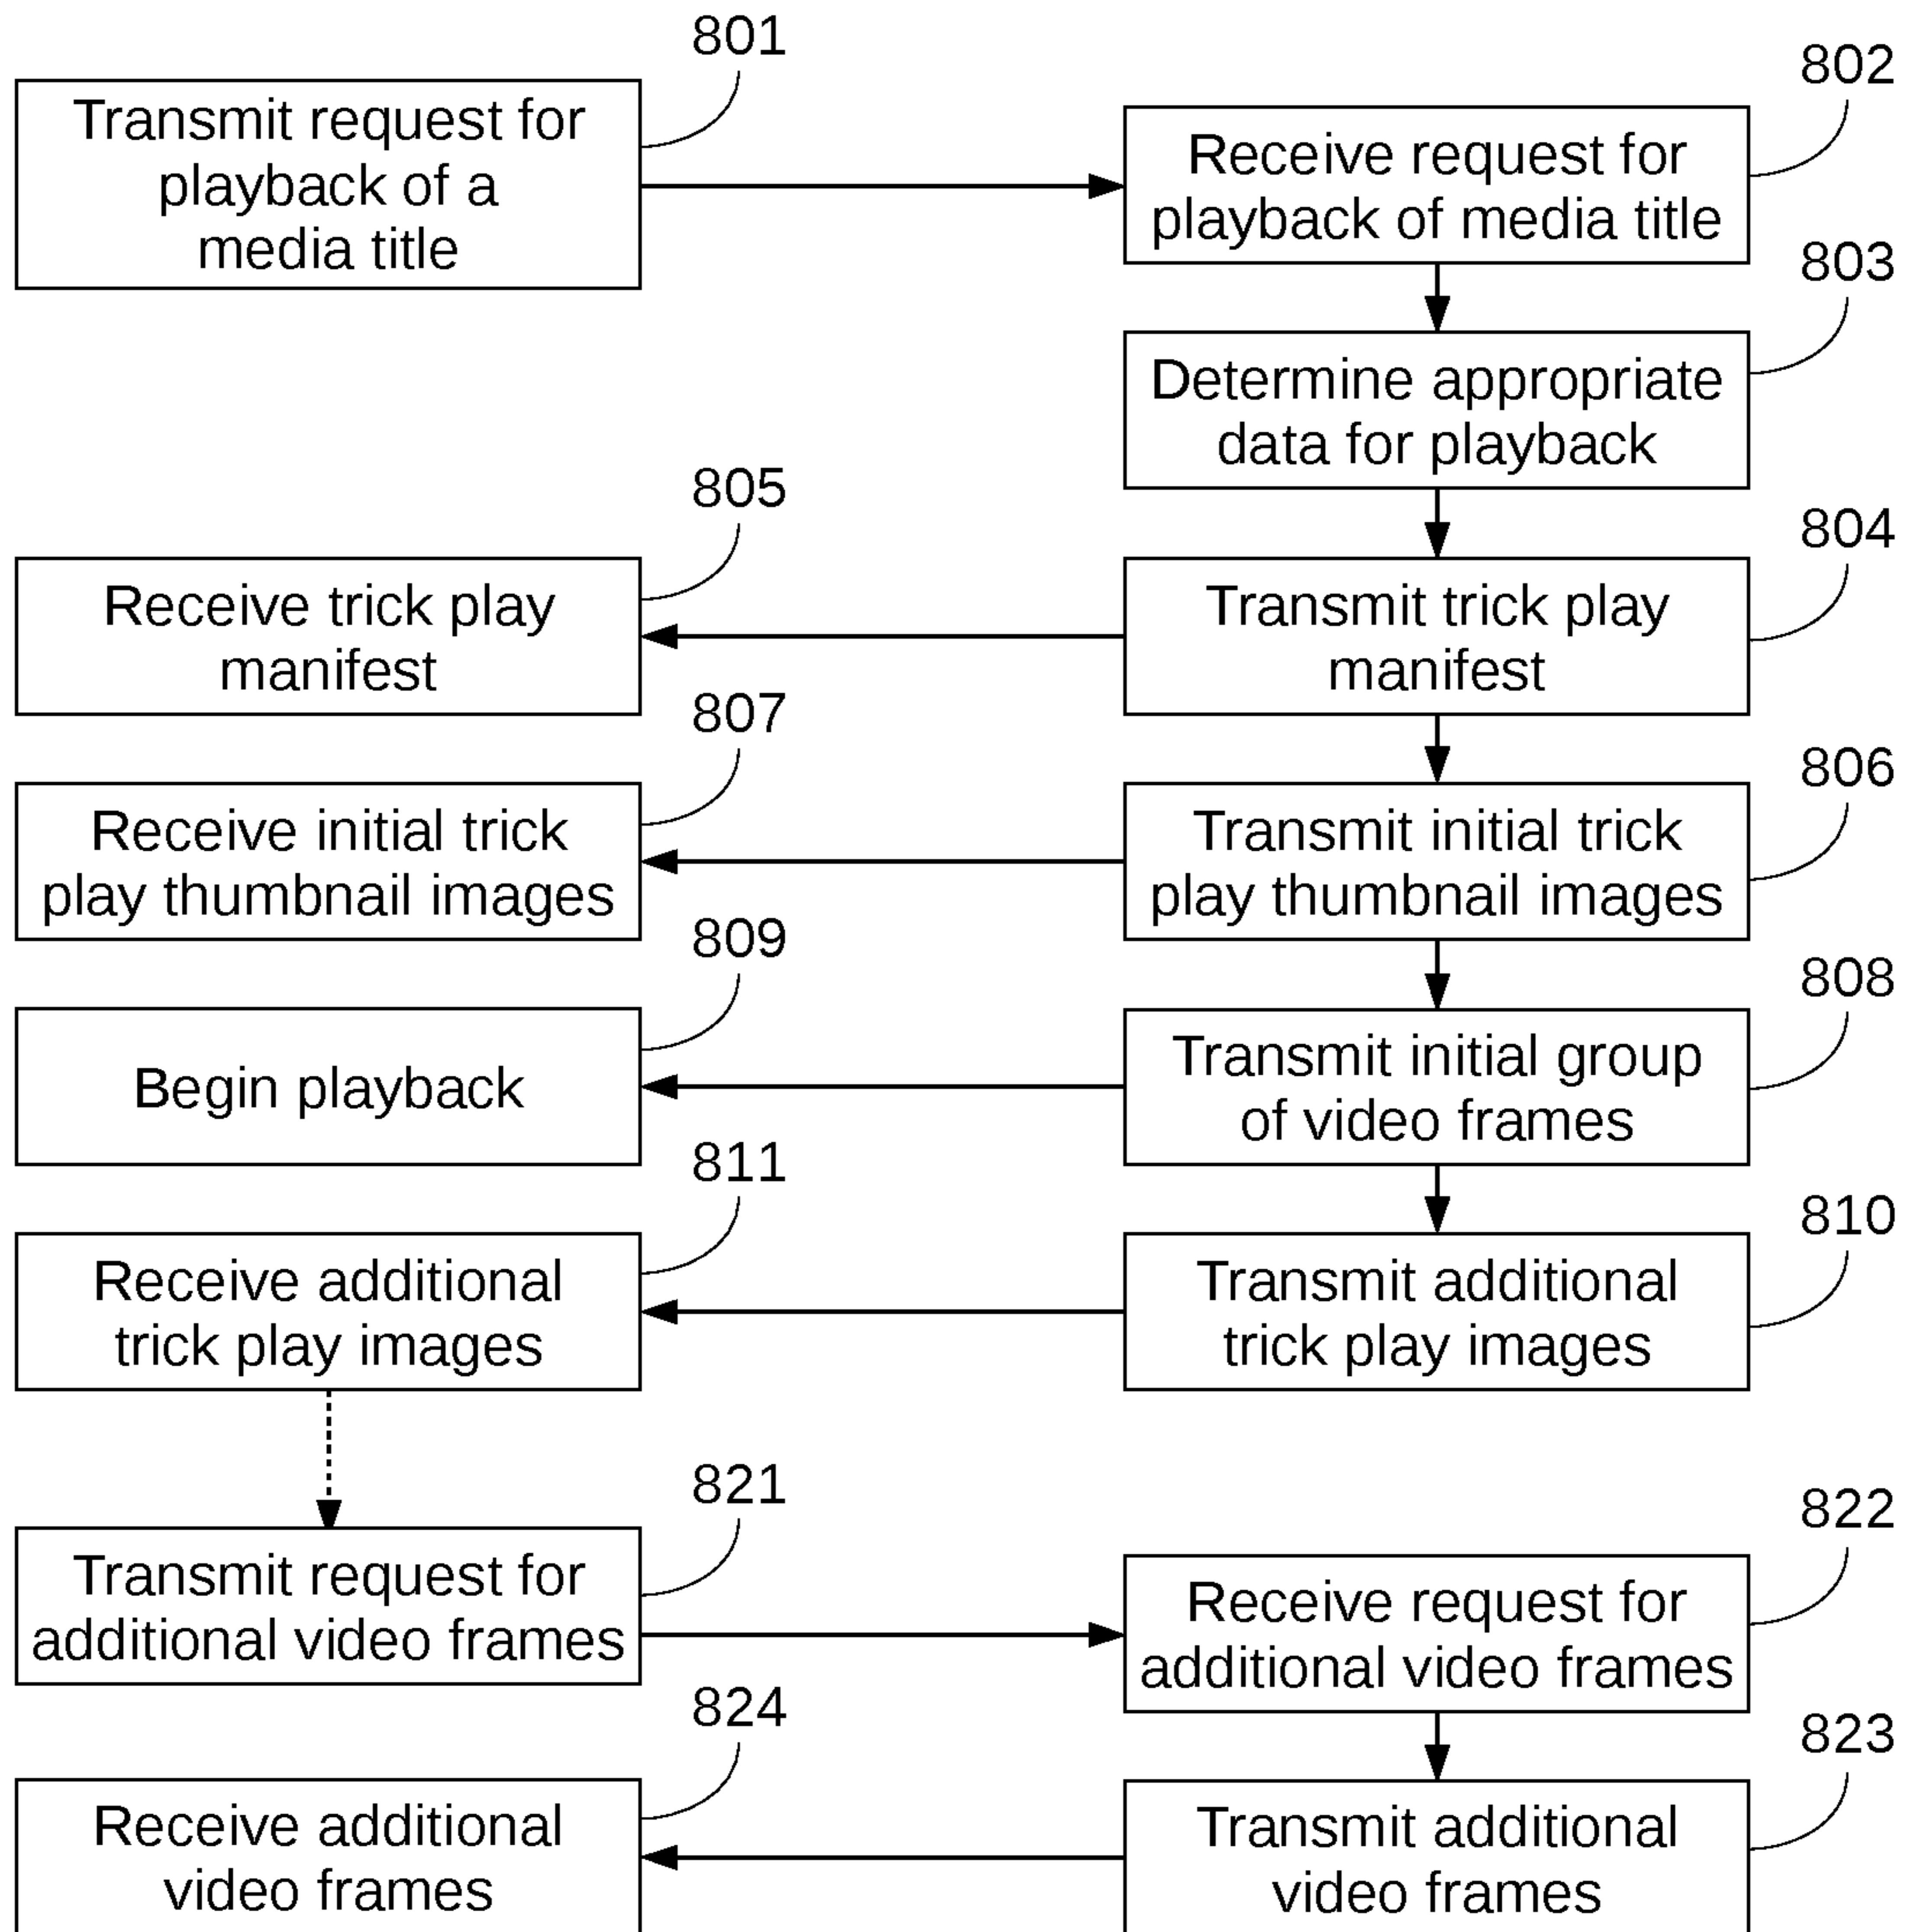 801
Transmit request for
playback of a
media title
802
Receive request for
playback of media title
803
Determine appropriate
data for playback
804
Transmit trick play
manifest
805
Receive trick play
manifest
806
Transmit initial trick
play thumbnail images
807
Receive initial trick
play thumbnail images
808
Transmit initial group
of video frames
809
Begin playback
810
Transmit additional
trick play images
811
Receive additional
trick play images
821
Transmit request for
additional video frames
822
Receive request for
additional video frames
823
Transmit additional
video frames
824
Receive additional
video frames